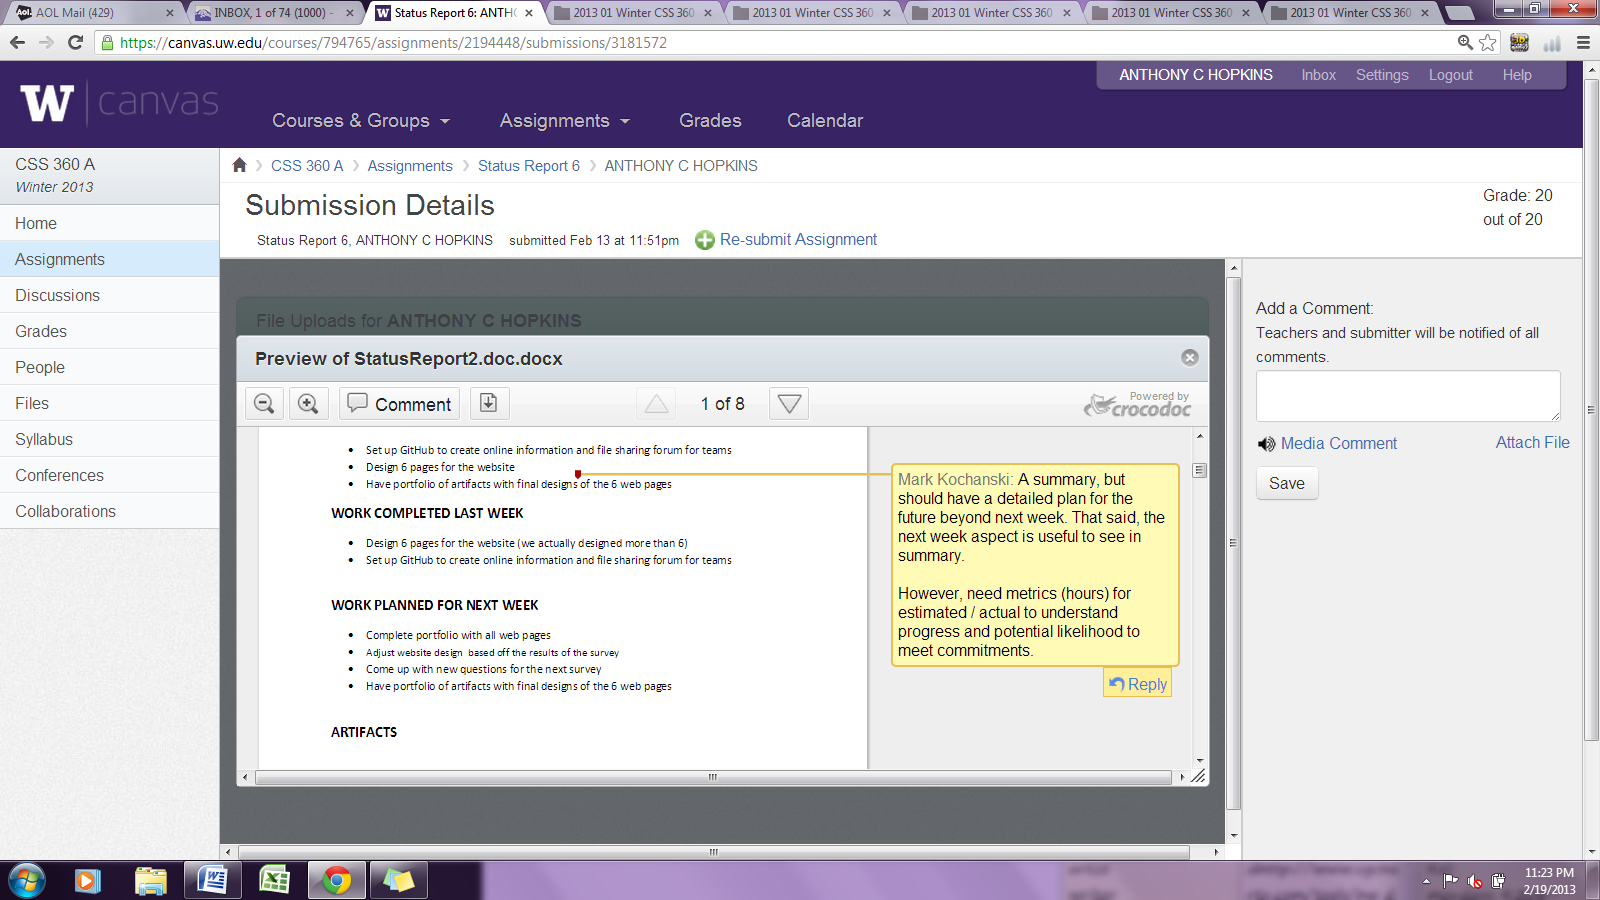 AOL Mail (429)
INBOX, 1 of 74 (1000) -
Status Report 6: ANTHO
2013 01 Winter CSS 360
2013 01 Winter CSS 360
2013 01 Winter CSS 360
2013 01 Winter CSS 360
2013 01 Winter CSS 360
https://canvas.uw.edu/courses/794765/assignments/2194448/submissions/3181572
ANTHONY C HOPKINS Inbox Settings Logout Help
W canvas
Courses & Groups Assignments Grades Calendar
CSS 360 A
Winter 2013
Home
Assignments
Discussions
Grades
People
Files
Syllabus
Conferences
Collaborations
CSS 360 A Assignments Status Report 6 ANTHONY C HOPKINS
Submission Details
Status Report 6, ANTHONY C HOPKINS submitted Feb 13 at 11:51pm Re-submit Assignment
Grade: 20
out of 20
File Uploads for ANTHONY C HOPKINS
Preview of StatusReport2.doc.docx
Comment 1 of 8 Powered by
crocodoc
• Set up GitHub to create online information and file sharing forum for teams
• Design 6 pages for the website
• Have portfolio of artifacts with final designs of the 6 web pages
WORK COMPLETED LAST WEEK
• Design 6 pages for the website (we actually designed more than 6)
• Set up GitHub to create online information and file sharing forum for teams
WORK PLANNED FOR NEXT WEEK
• Complete portfolio with all web pages
• Adjust website design based off the results of the survey
• Come up with new questions for the next survey
• Have portfolio of artifacts with final designs of the 6 web pages
ARTIFACTS
Mark Kochanski: A summary, but
should have a detailed plan for the
future beyond next week. That said, the
next week aspect is useful to see in
summary.
However, need metrics (hours) for
estimated / actual to understand
progress and potential likelihood to
meet commitments.
Reply
Add a Comment:
Teachers and submitter will be notified of all
comments.
Media Comment Attach File
Save
11:23 PM
2/19/2013